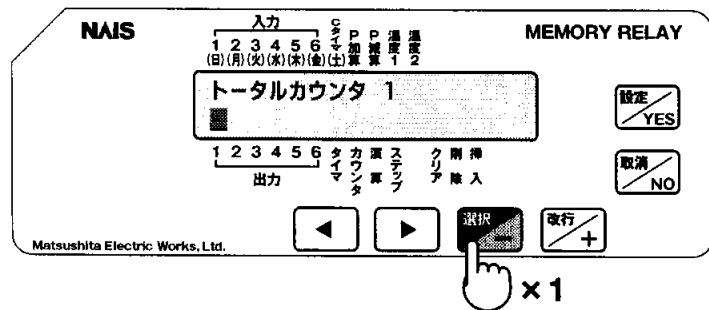 NAIS
MEMORY RELAY
入力
1 2 3 4 5 6 Cタイマ P加算 P減算 温度1 温度2
(日)(月)(火)(水)(木)(金)(土)
トータルカウンタ 1
設定/YES
1 2 3 4 5 6 タイマ カウンタ 演算 ステップ クリア 削除 挿入
出力
取消/NO
◀ ▶ 選択/− 改行/+
Matsushita Electric Works, Ltd.
×1